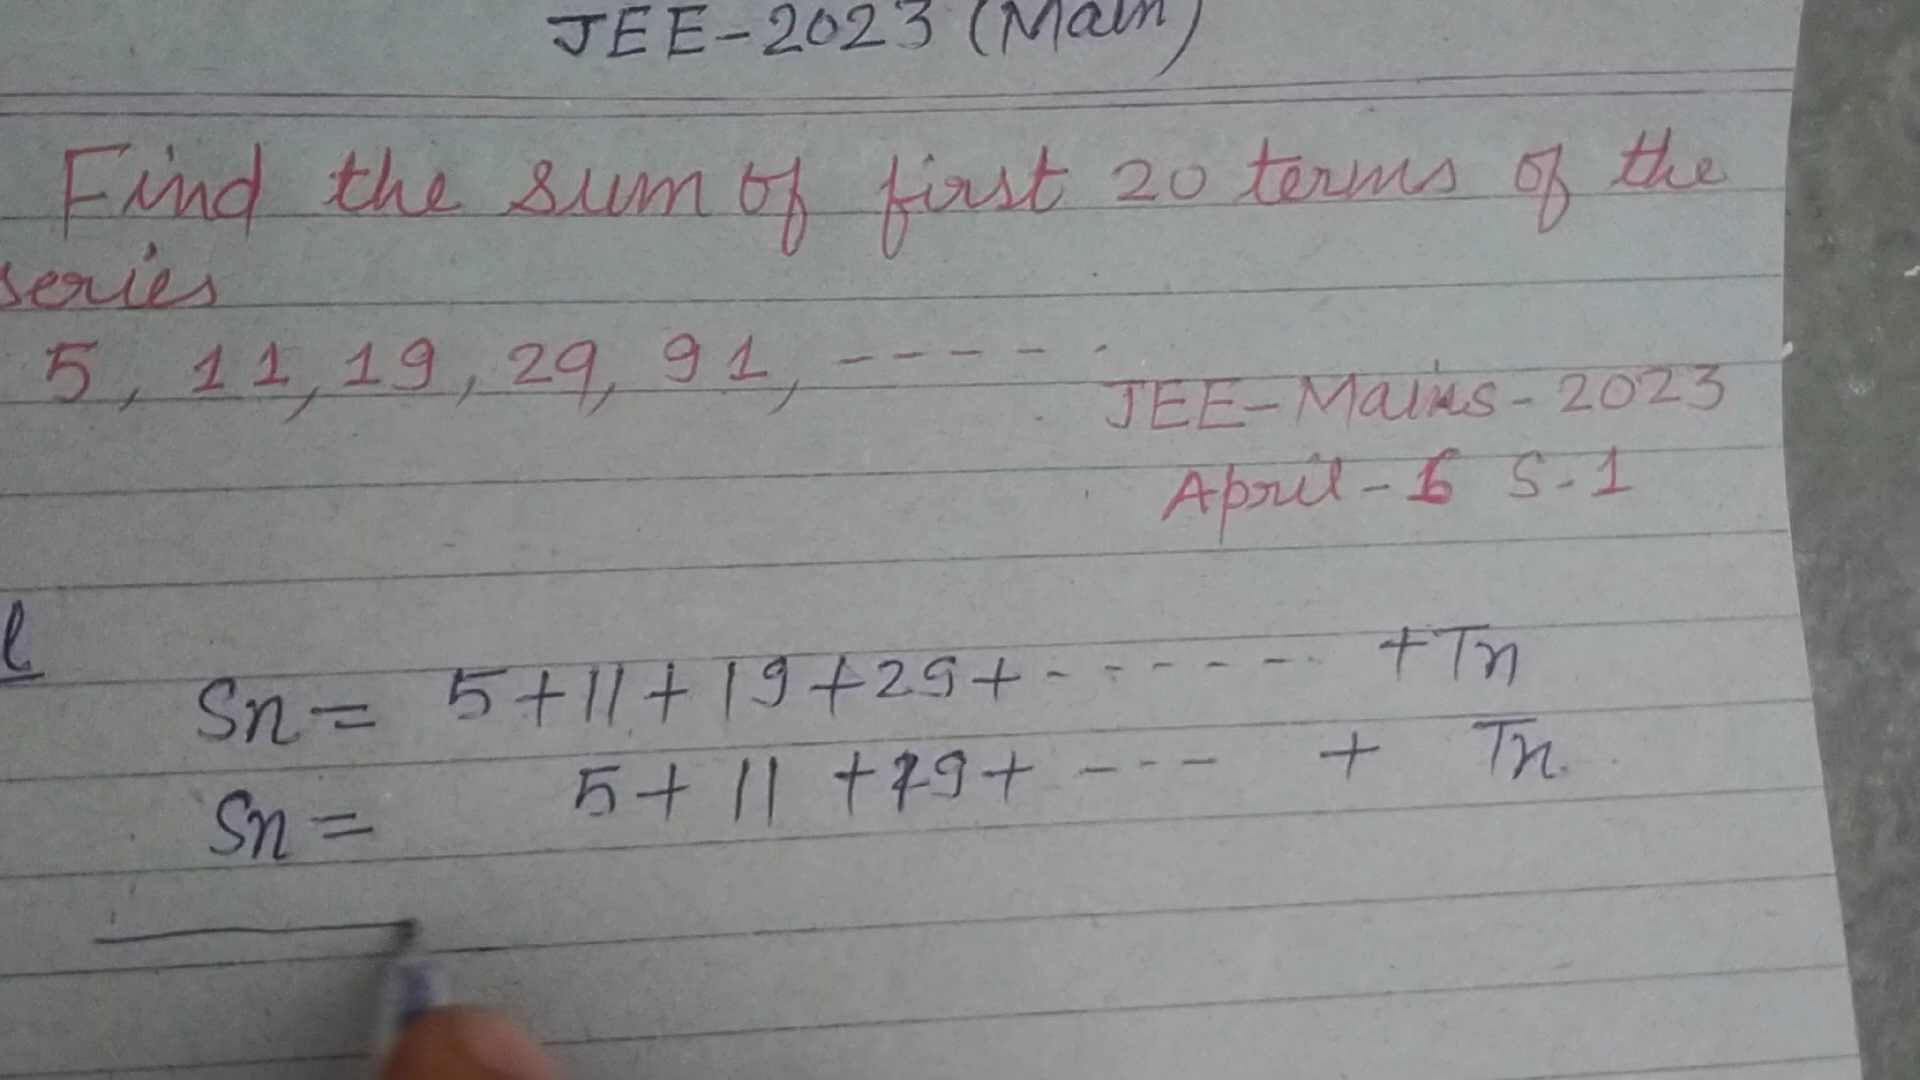 JEE-2023 (Main)
Find the sum of first 20 terms of the
series
5, 11, 19, 29, 91, -----.
JEE-Mains-2023
April-6 S-1
l
Sn = 5+11+19+29+------- +Tn
Sn = 5+11+19+---- + Tn.